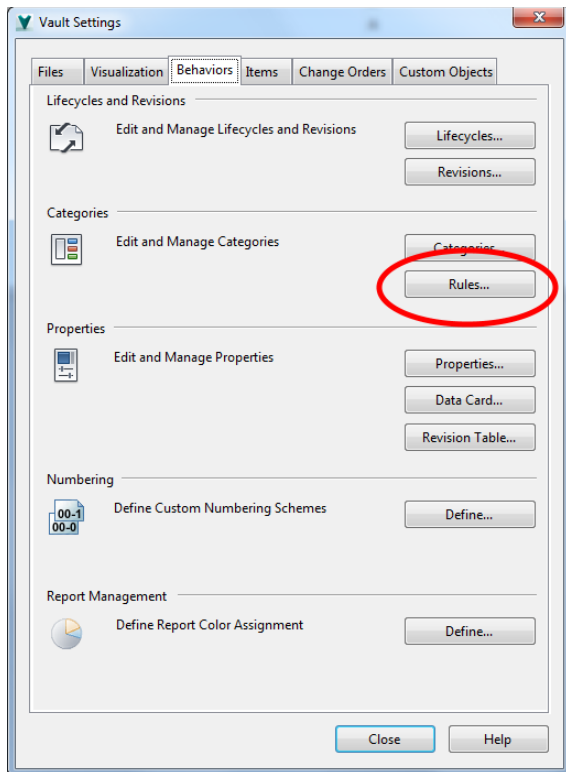 Vault Settings
Files Visualization Behaviors Items Change Orders Custom Objects
Lifecycles and Revisions
Edit and Manage Lifecycles and Revisions
Lifecycles...
Revisions...
Categories
Edit and Manage Categories
Categories...
Rules...
Properties
Edit and Manage Properties
Properties...
Data Card...
Revision Table...
Numbering
00-1
00-0
Define Custom Numbering Schemes
Define...
Report Management
Define Report Color Assignment
Define...
Close Help